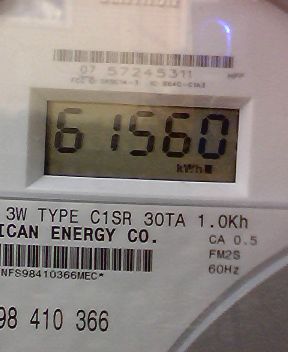 07 57245311 MPP
61560
kWh
3W TYPE C1SR 30TA 1.0Kh
ICAN ENERGY CO.
CA 0.5
FM2S
60Hz
NFS98410366MEC*
98 410 366